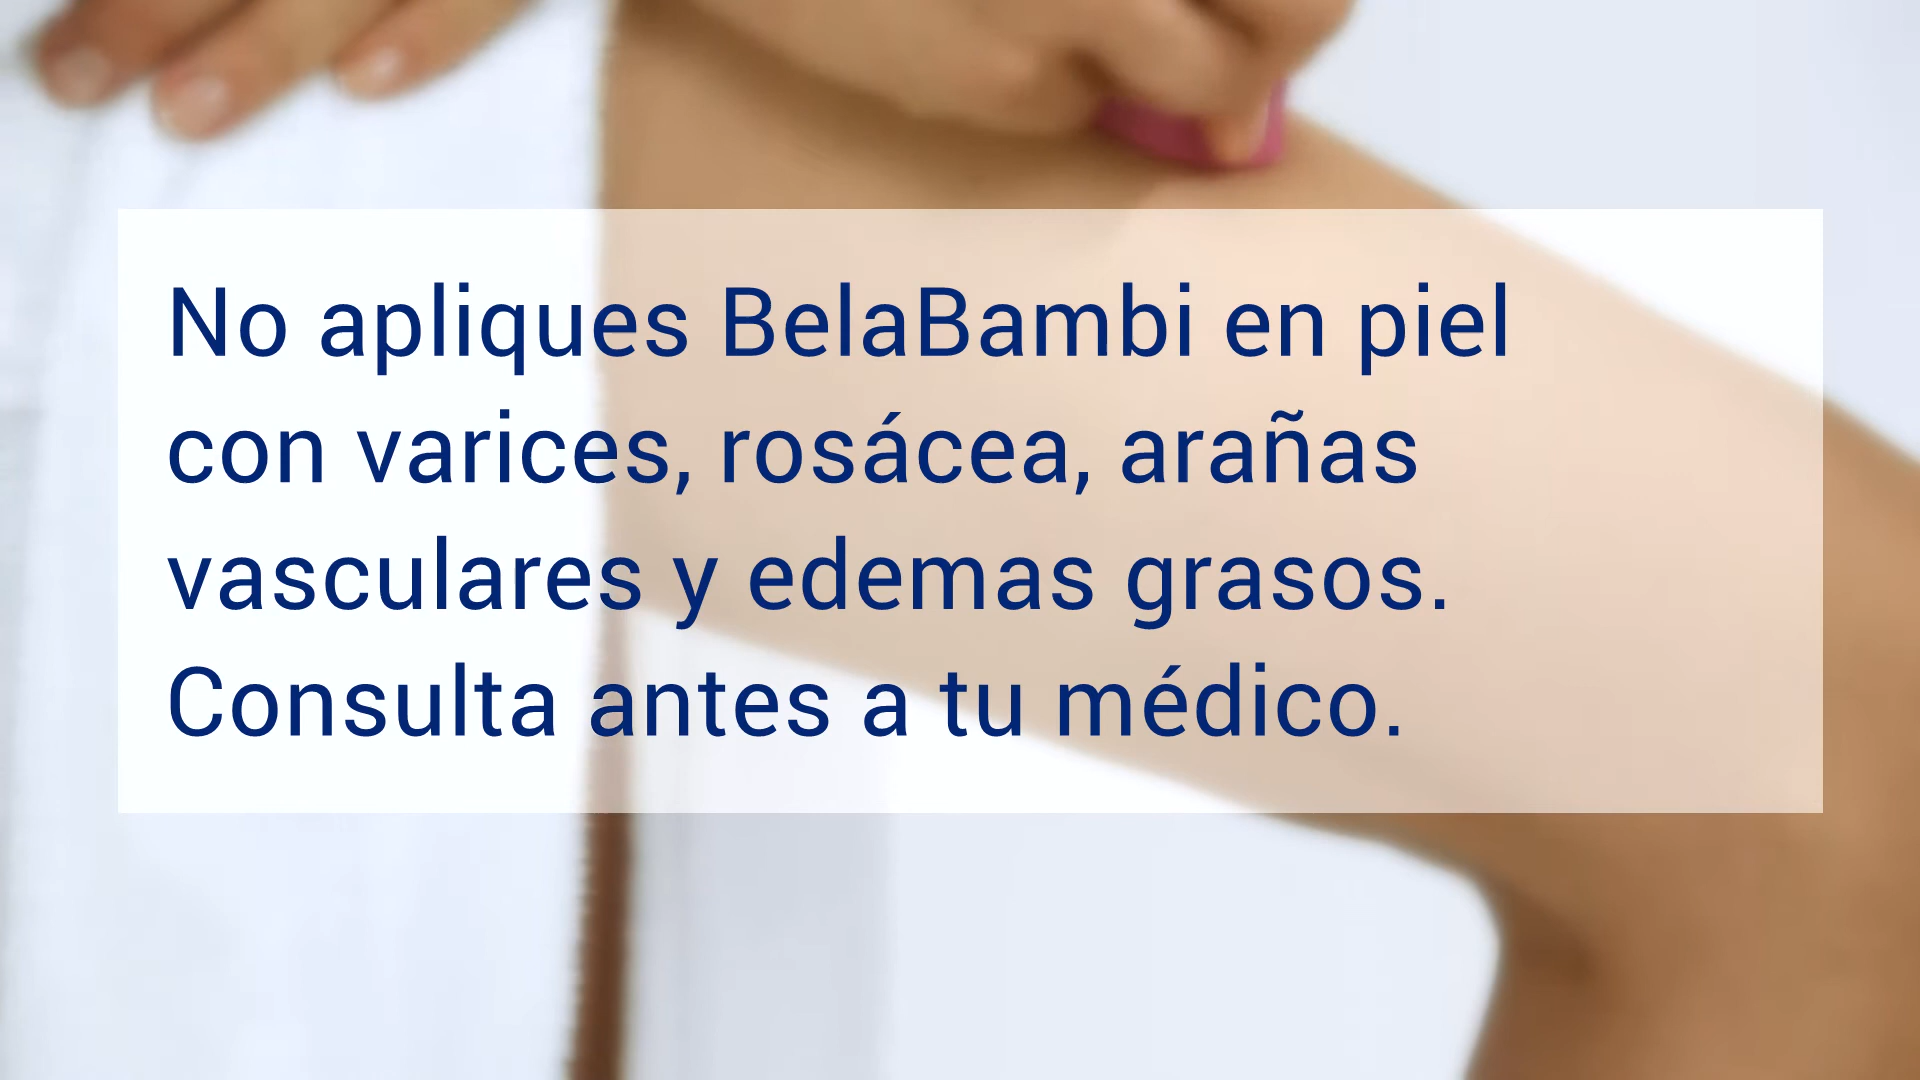 No apliques BelaBambi en piel
con varices, rosácea, arañas
vasculares y edemas grasos.
Consulta antes a tu médico.